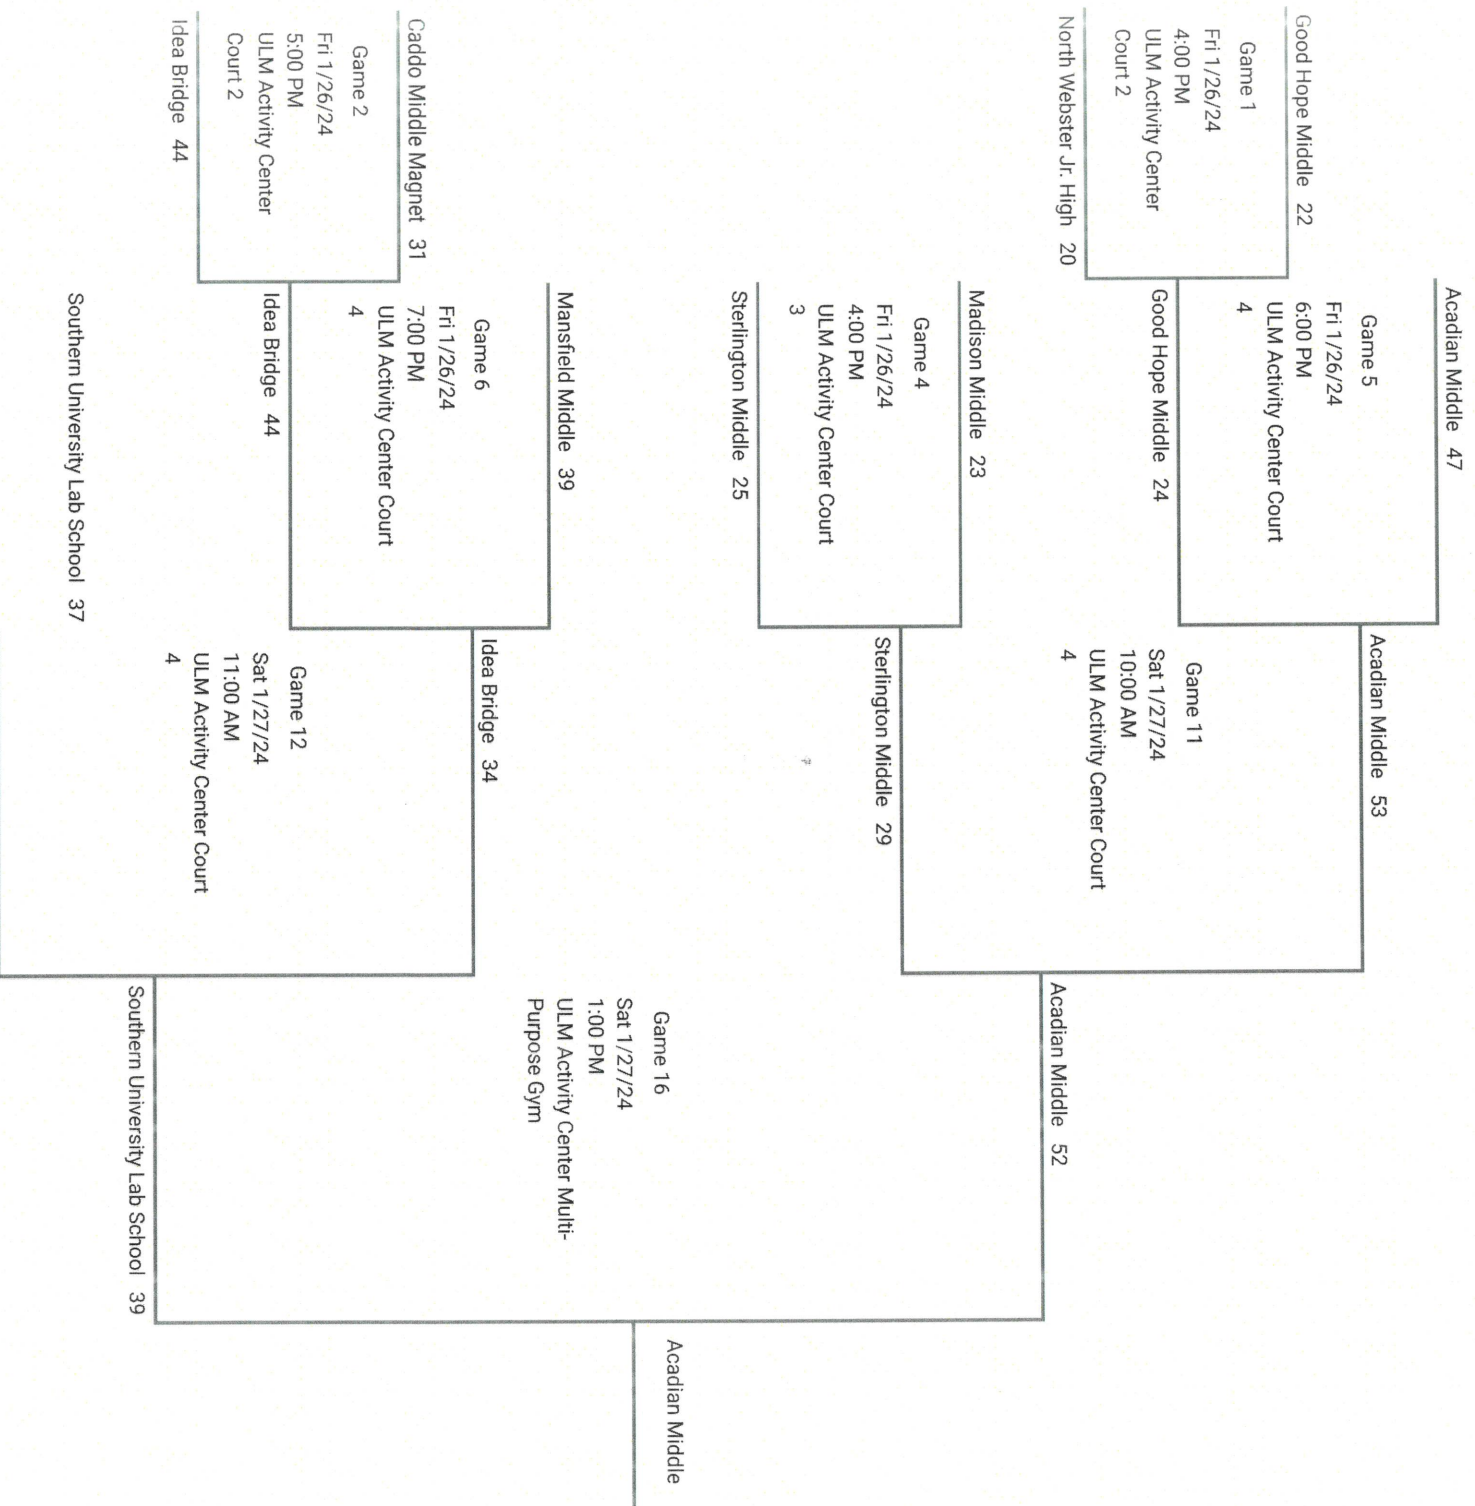 Acadian Middle 47
Game 5
Fri 1/26/24
6:00 PM
ULM Activity Center Court
4
Good Hope Middle 22
Game 1
Fri 1/26/24
4:00 PM
ULM Activity Center
Court 2
North Webster Jr. High 20
Good Hope Middle 24
Acadian Middle 53
Game 11
Sat 1/27/24
10:00 AM
ULM Activity Center Court
4
Madison Middle 23
Game 4
Fri 1/26/24
4:00 PM
ULM Activity Center Court
3
Sterlington Middle 25
Sterlington Middle 29
Acadian Middle 52
Game 16
Sat 1/27/24
1:00 PM
ULM Activity Center Multi-
Purpose Gym
Acadian Middle
Mansfield Middle 39
Game 6
Fri 1/26/24
7:00 PM
ULM Activity Center Court
4
Caddo Middle Magnet 31
Game 2
Fri 1/26/24
5:00 PM
ULM Activity Center
Court 2
Idea Bridge 44
Idea Bridge 44
Idea Bridge 34
Game 12
Sat 1/27/24
11:00 AM
ULM Activity Center Court
4
Southern University Lab School 37
Southern University Lab School 39